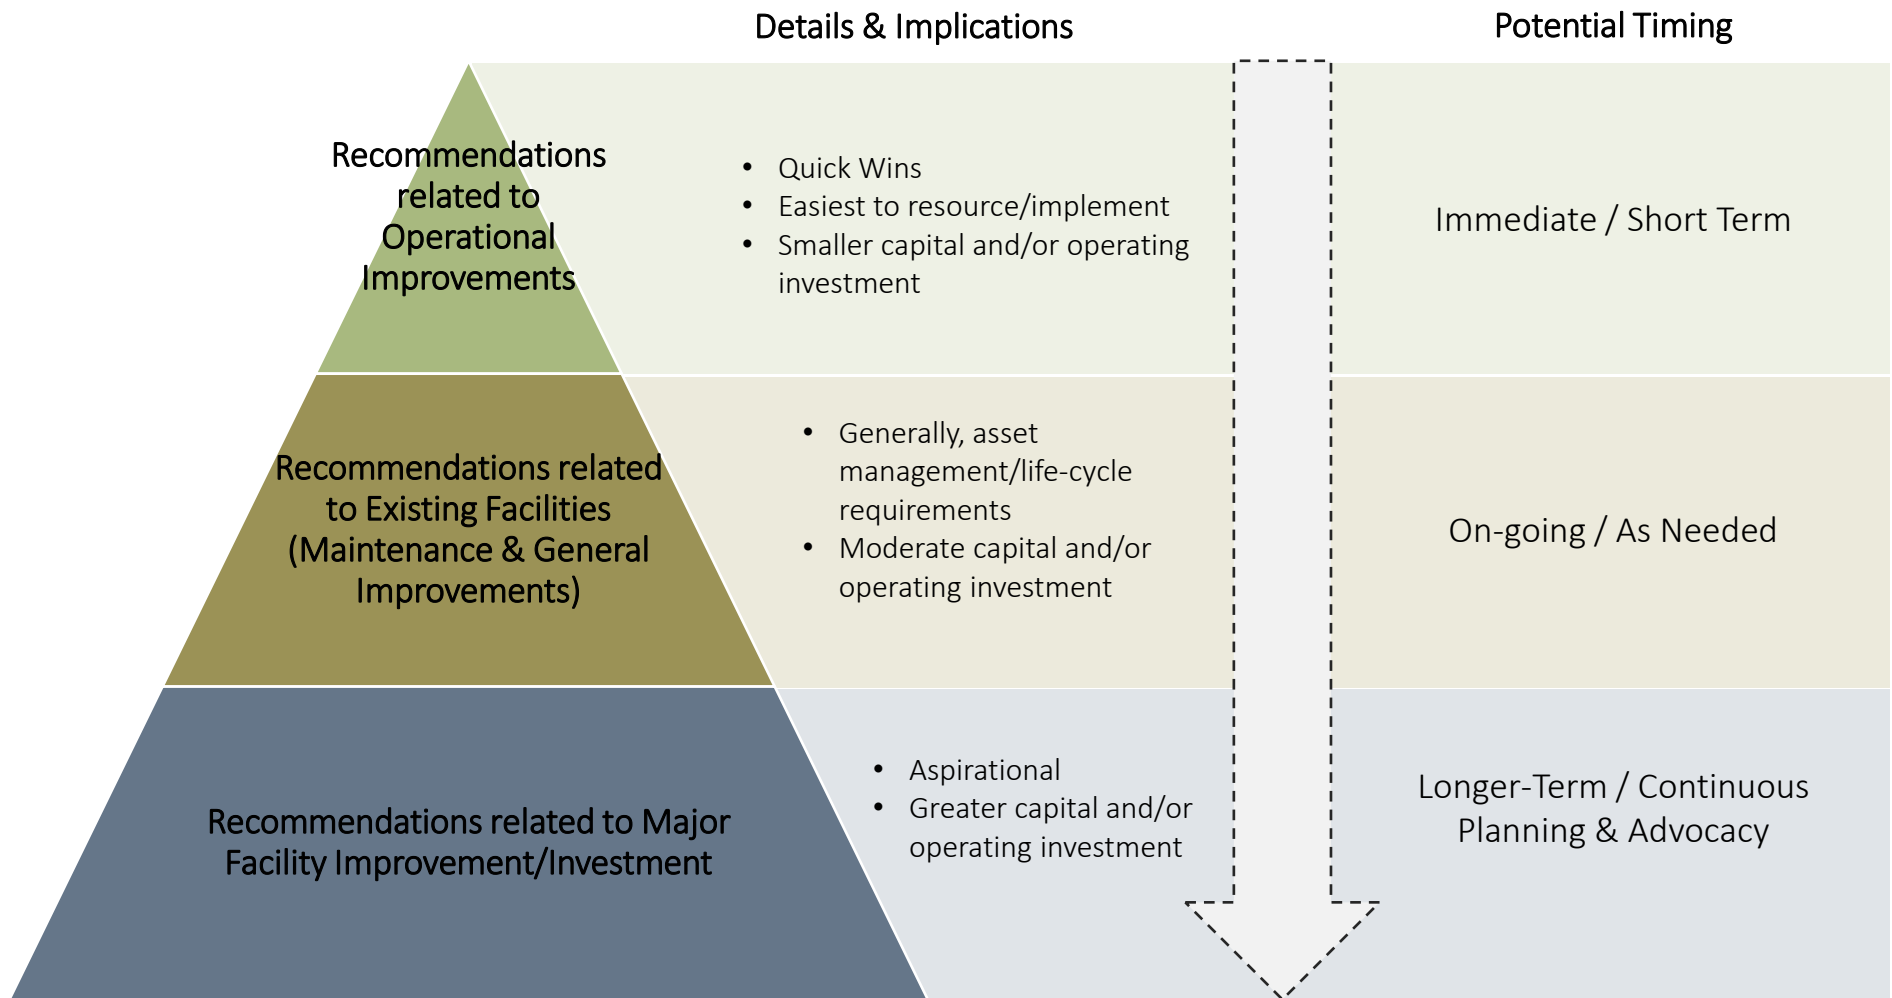 Details & Implications
Potential Timing
Recommendations
related to
Operational
Improvements
• Quick Wins
• Easiest to resource/implement
• Smaller capital and/or operating
investment
Immediate / Short Term
Recommendations related
to Existing Facilities
(Maintenance & General
Improvements)
• Generally, asset
management/life-cycle
requirements
• Moderate capital and/or
operating investment
On-going / As Needed
Recommendations related to Major
Facility Improvement/Investment
• Aspirational
• Greater capital and/or
operating investment
Longer-Term / Continuous
Planning & Advocacy